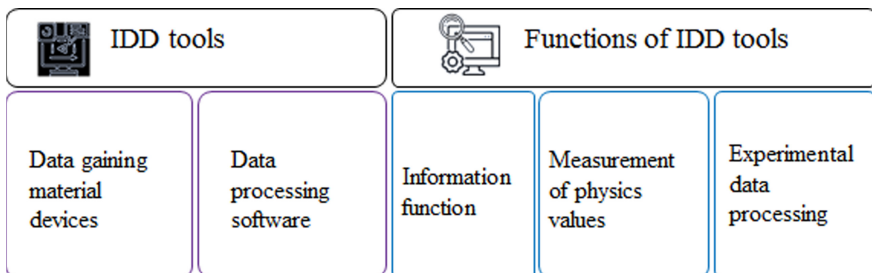 IDD tools
Functions of IDD tools
Data gaining
material
devices
Data
processing
software
Information
function
Measurement
of physics
values
Experimental
data
processing